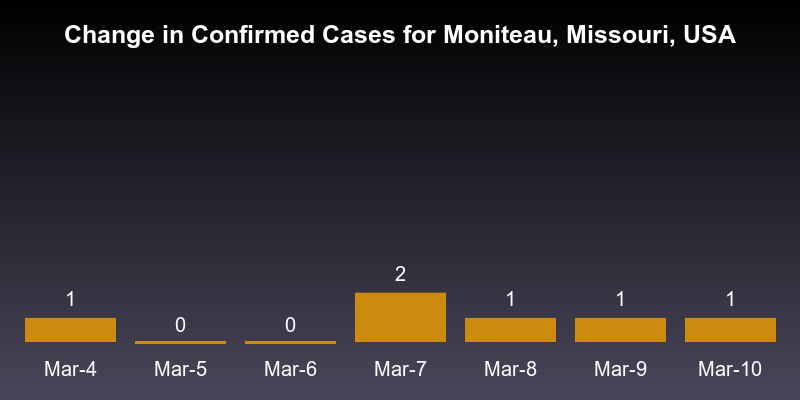 Change in Confirmed Cases for Moniteau, Missouri, USA
2
1 1 1 1
0 0
Mar-4 Mar-5 Mar-6 Mar-7 Mar-8 Mar-9 Mar-10